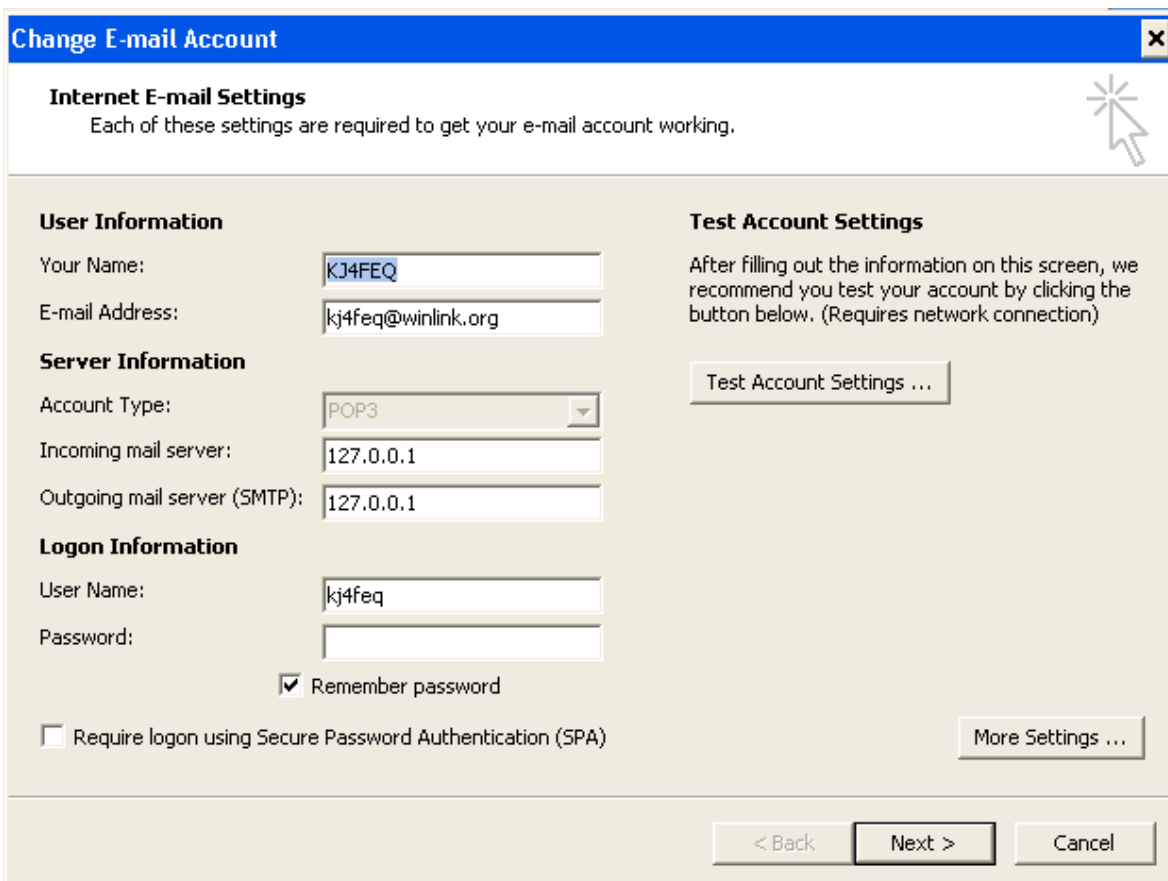 Change E-mail Account
Internet E-mail Settings
Each of these settings are required to get your e-mail account working.
User Information
Your Name:
KJ4FEQ
E-mail Address:
kj4feq@winlink.org
Server Information
Account Type:
POP3
Incoming mail server:
127.0.0.1
Outgoing mail server (SMTP):
127.0.0.1
Logon Information
User Name:
kj4feq
Password:
Remember password
Require logon using Secure Password Authentication (SPA)
Test Account Settings
After filling out the information on this screen, we
recommend you test your account by clicking the
button below. (Requires network connection)
Test Account Settings ...
More Settings ...
< Back
Next >
Cancel